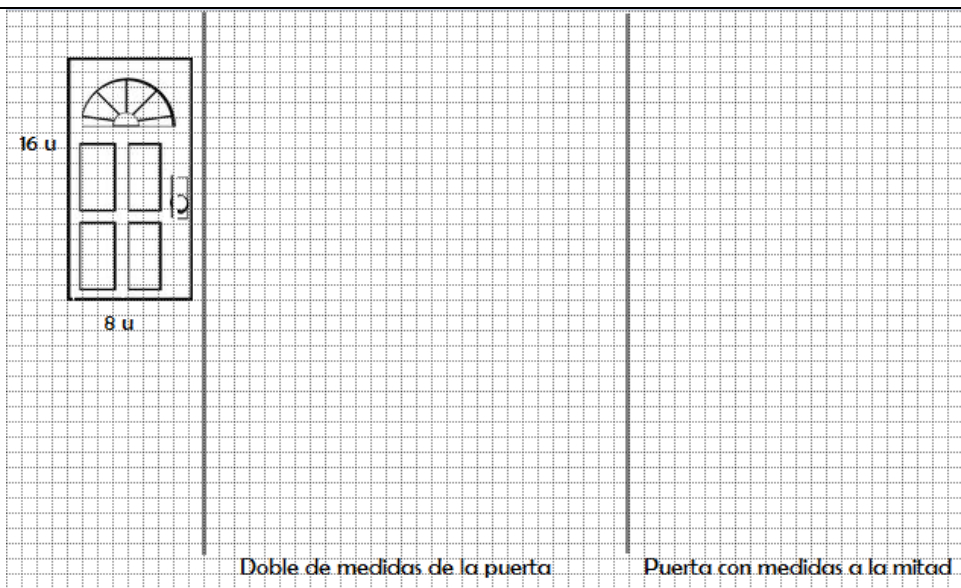 16 u
8 u
Doble de medidas de la puerta
Puerta con medidas a la mitad